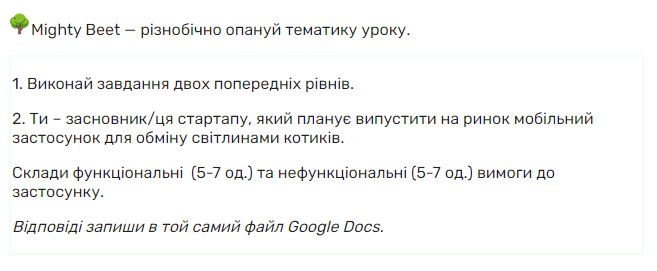 Mighty Beet — різнобічно опануй тематику уроку.
1. Виконай завдання двох попередніх рівнів.
2. Ти – засновник/ця стартапу, який планує випустити на ринок мобільний
застосунок для обміну світлинами котиків.
Склади функціональні (5-7 од.) та нефункціональні (5-7 од.) вимоги до
застосунку.
Відповіді запиши в той самий файл Google Docs.